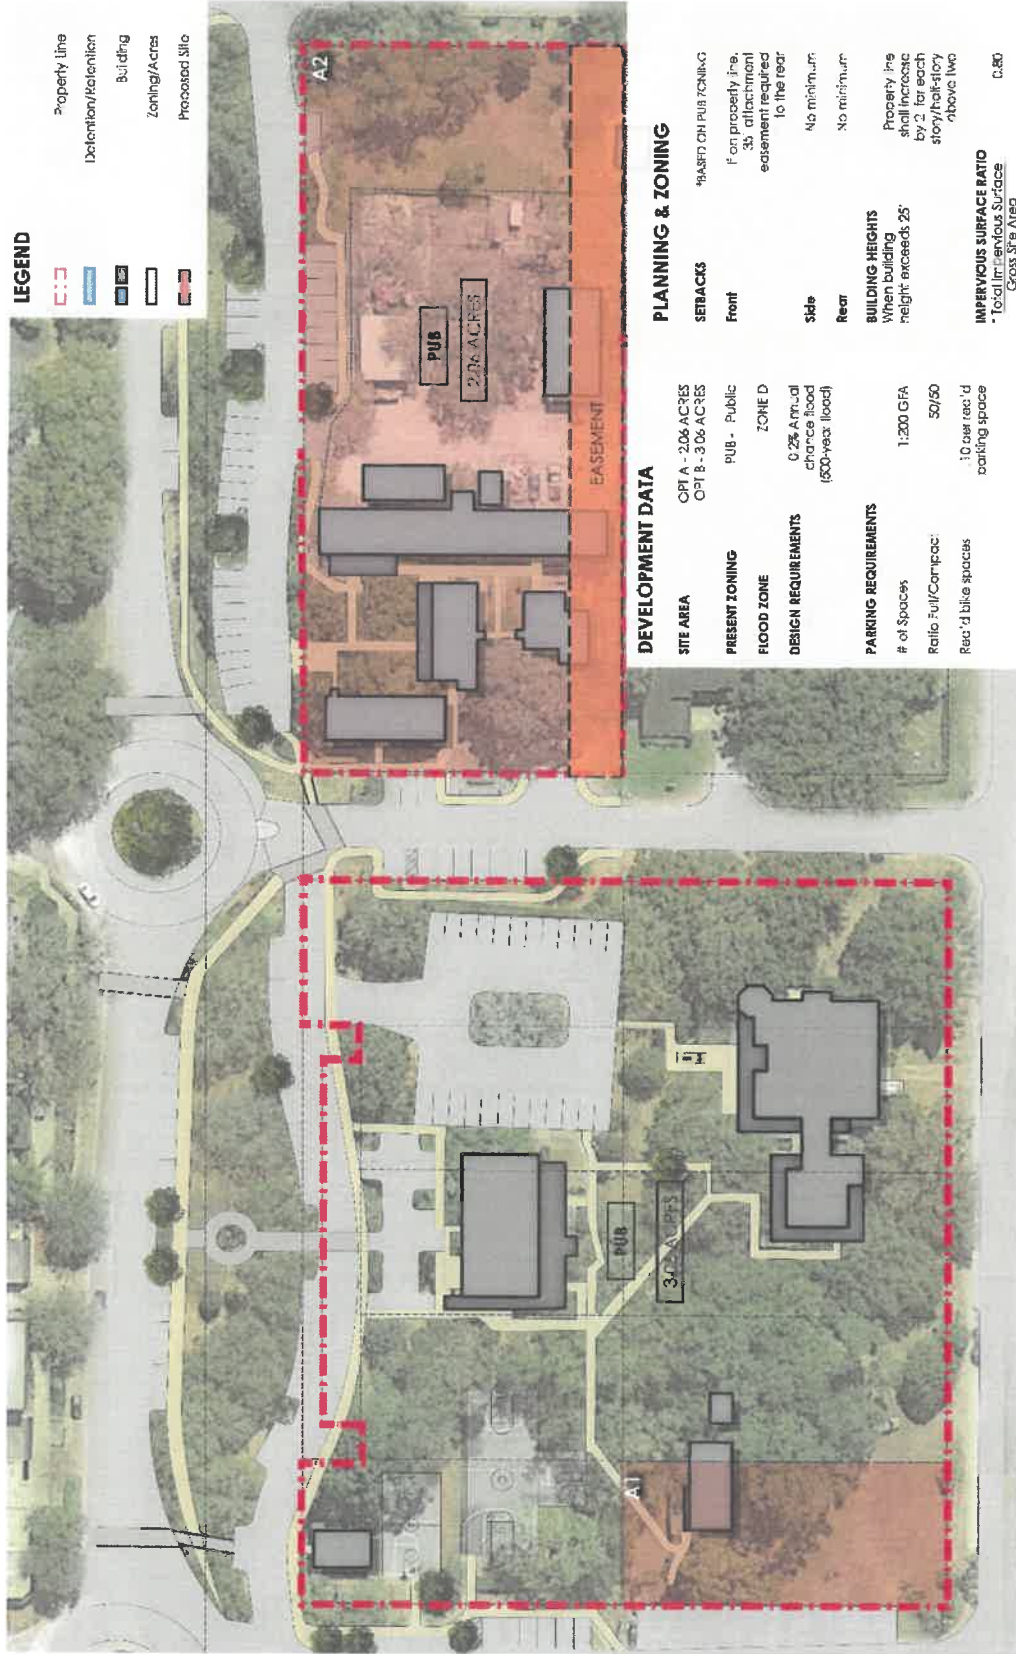 LEGEND
Property Line
Detention/Retention
Building
Zoning/Acres
Proposed Site
A2
PUB
2.06 ACRES
EASEMENT
PUB
ACRES
A1
DEVELOPMENT DATA
SITE AREA
OPT A - 2.06 ACRES
OPT B - 3.06 ACRES
PRESENT ZONING
PUB - Public
FLOOD ZONE
ZONE D
DESIGN REQUIREMENTS
0.2% Annual
chance flood
(500-year flood)
PARKING REQUIREMENTS
# of Spaces
1:200 GFA
Ratio Full/Compact
50/50
Req'd bike spaces
.10 per req'd
parking space
PLANNING & ZONING
SETBACKS
*BASED ON PUB ZONING
Front
If on property line,
35' attachment
easement required
to the rear
Side
No minimum
Rear
No minimum
BUILDING HEIGHTS
When building
height exceeds 25'
Property line
shall increase
by 2' for each
story/half-story
above two
IMPERVIOUS SURFACE RATIO
* Total Impervious Surface
Gross Site Area
0.80